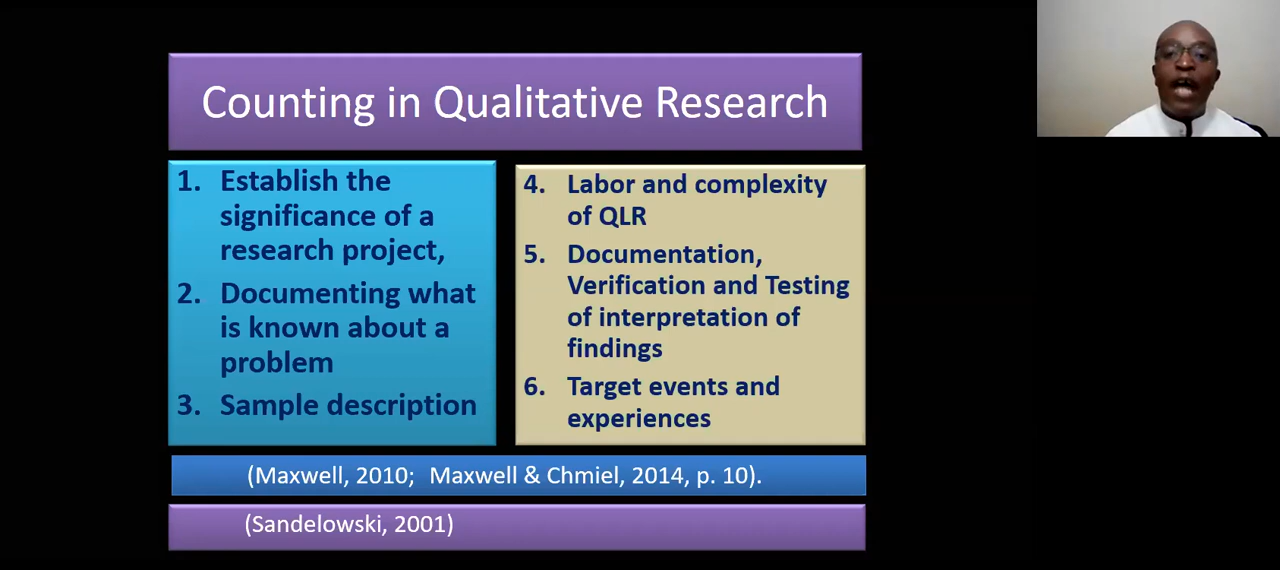 Counting in Qualitative Research
1. Establish the
significance of a
research project,
2. Documenting what
is known about a
problem
3. Sample description
4. Labor and complexity
of QLR
5. Documentation,
Verification and Testing
of interpretation of
findings
6. Target events and
experiences
(Maxwell, 2010; Maxwell & Chmiel, 2014, p. 10).
(Sandelowski, 2001)